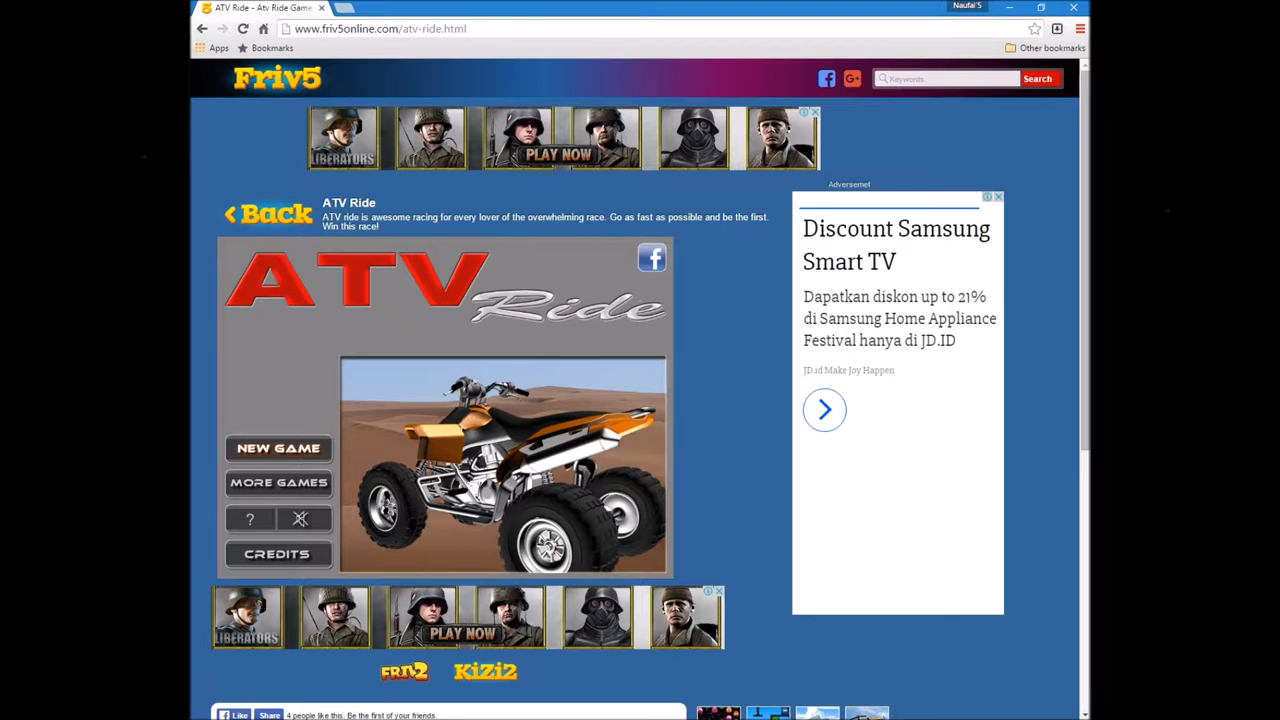 ATV Ride - Atv Ride Game
Naufal'S
www.friv5online.com/atv-ride.html
Apps
Bookmarks
Other bookmarks
Friv5
Keywords..
Search
LIBERATORS
PLAY NOW
Adversemet
Back
ATV Ride
ATV ride is awesome racing for every lover of the overwhelming race. Go as fast as possible and be the first.
Win this race!
Discount Samsung
Smart TV
Dapatkan diskon up to 21%
di Samsung Home Appliance
Festival hanya di JD.ID
JD.id Make Joy Happen
ATV
Ride
NEW GAME
MORE GAMES
?
CREDITS
LIBERATORS
PLAY NOW
FRIV2
KiZi2
Like
Share
4 people like this. Be the first of your friends.